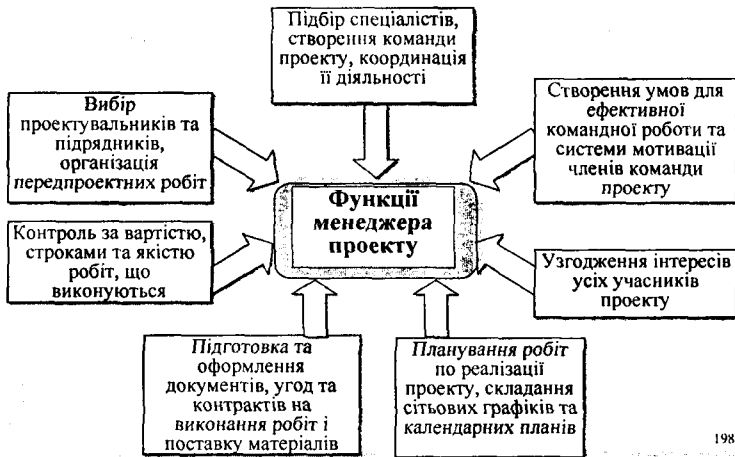 Підбір спеціалістів,
створення команди
проекту, координація
її діяльності
Вибір
проектувальників та
підрядників,
організація
передпроектних робіт
Створення умов для
ефективної
командної роботи та
системи мотивації
членів команди
проекту
Функції
менеджера
проекту
Контроль за вартістю,
строками та якістю
робіт, що
виконуються
Узгодження інтересів
усіх учасників
проекту
Підготовка та
оформлення
документів, угод та
контрактів на
виконання робіт і
поставку матеріалів
Планування робіт
по реалізації
проекту, складання
сітьових графіків та
календарних планів
198